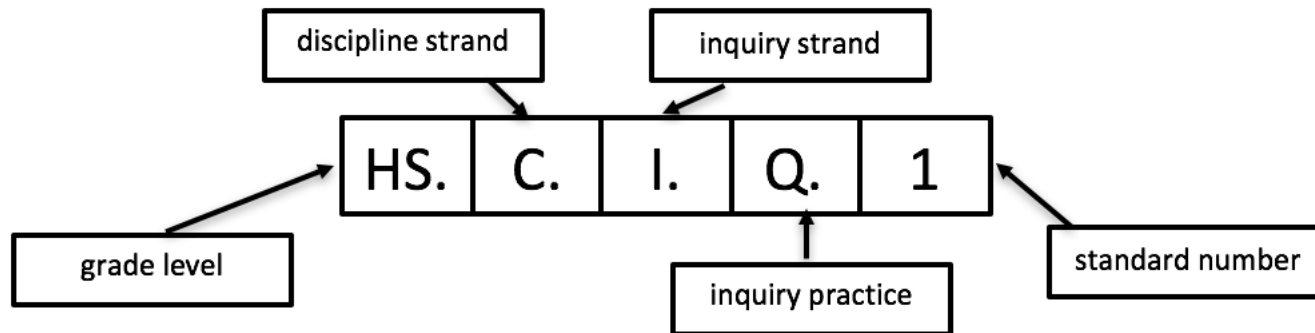 discipline strand
inquiry strand
HS. C. I. Q. 1
grade level
inquiry practice
standard number